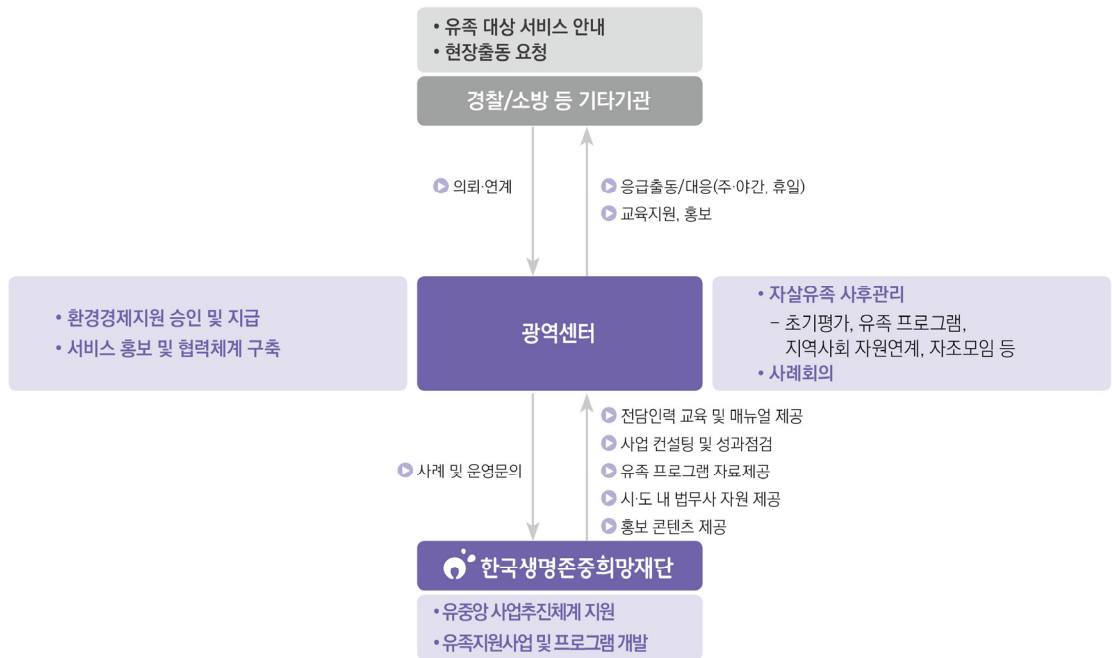 • 유족 대상 서비스 안내
• 현장출동 요청
경찰/소방 등 기타기관
의뢰·연계
응급출동/대응(주·야간, 휴일)
교육지원, 홍보
• 환경경제지원 승인 및 지급
• 서비스 홍보 및 협력체계 구축
광역센터
• 자살유족 사후관리
– 초기평가, 유족 프로그램,
지역사회 자원연계, 자조모임 등
• 사례회의
사례 및 운영문의
전담인력 교육 및 매뉴얼 제공
사업 컨설팅 및 성과점검
유족 프로그램 자료제공
시·도 내 법무사 자원 제공
홍보 콘텐츠 제공
한국생명존중희망재단
• 유중앙 사업추진체계 지원
• 유족지원사업 및 프로그램 개발